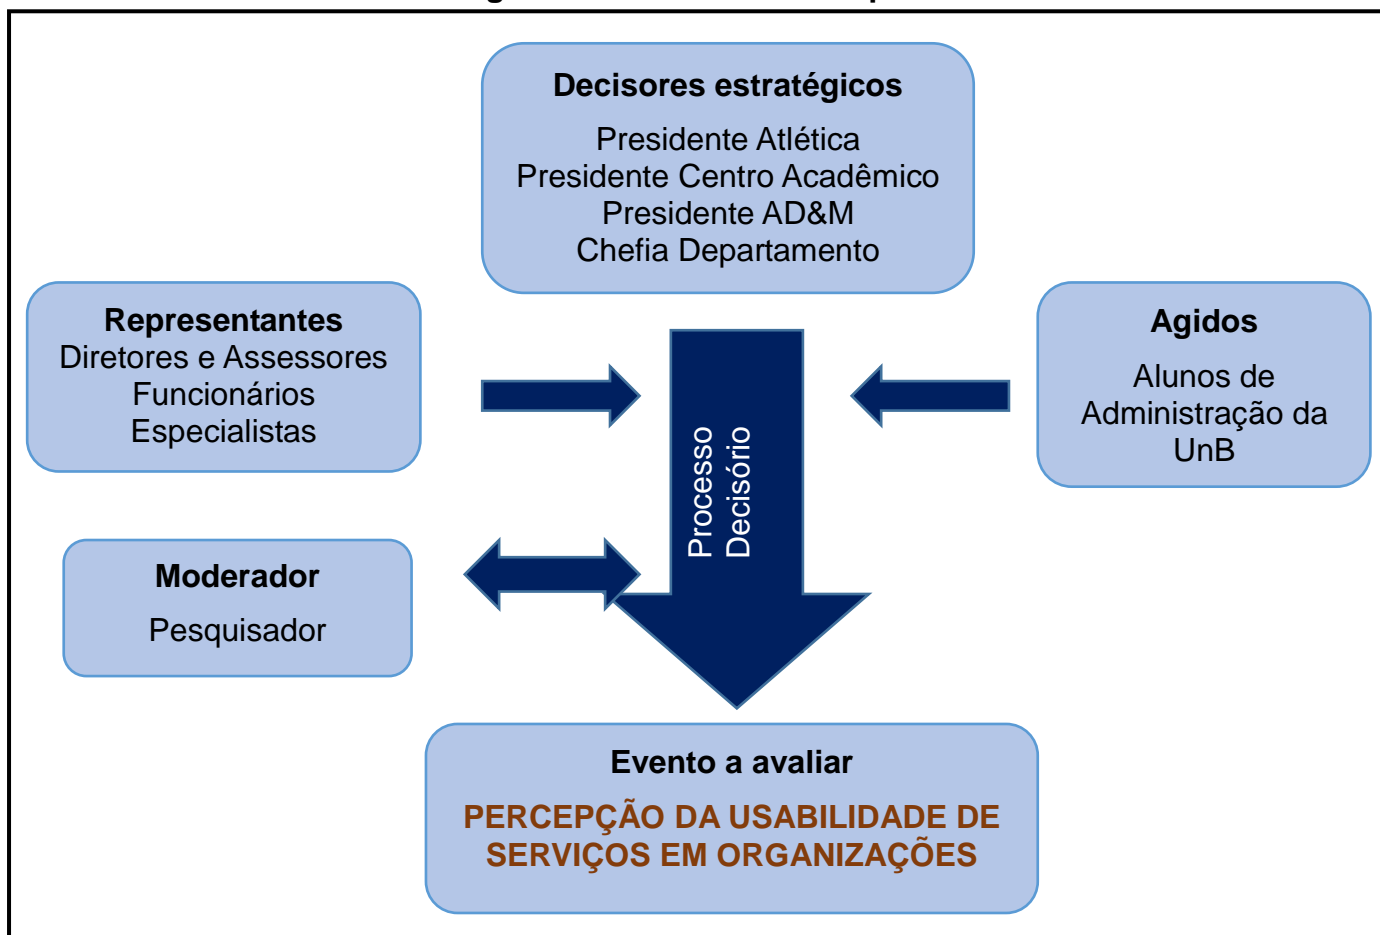 Decisores estratégicos
Presidente Atlética
Presidente Centro Acadêmico
Presidente AD&M
Chefia Departamento
Representantes
Diretores e Assessores
Funcionários
Especialistas
Agidos
Alunos de
Administração da
UnB
Processo
Decisório
Moderador
Pesquisador
Evento a avaliar
PERCEPÇÃO DA USABILIDADE DE
SERVIÇOS EM ORGANIZAÇÕES